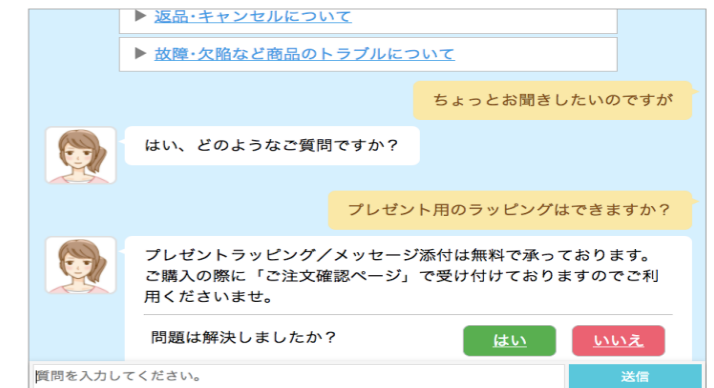 ▶ 返品･キャンセルについて
▶ 故障･欠陥など商品のトラブルについて
ちょっとお聞きしたいのですが
はい、どのようなご質問ですか？
プレゼント用のラッピングはできますか？
プレゼントラッピング／メッセージ添付は無料で承っております。
ご購入の際に「ご注文確認ページ」で受け付けておりますのでご利
用くださいませ。
問題は解決しましたか？
はい
いいえ
質問を入力してください。
送信